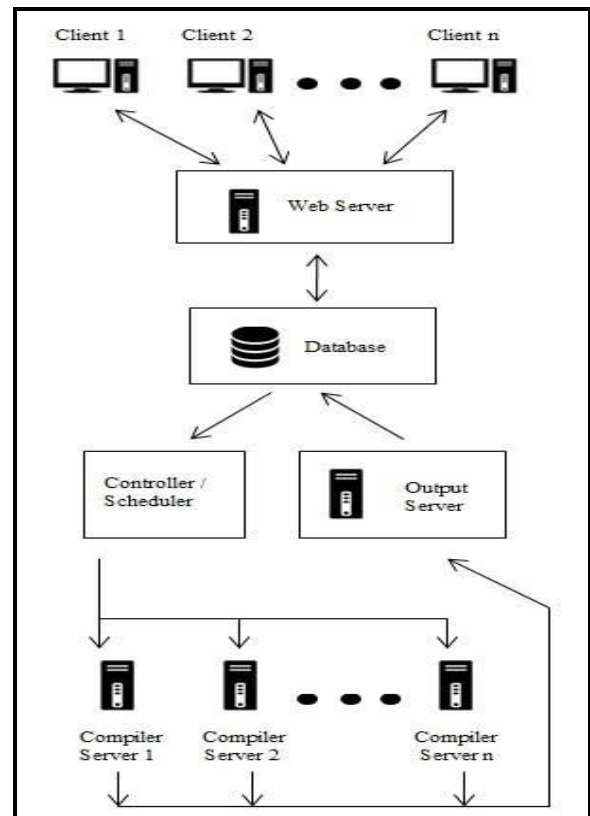 Client 1 Client 2 Client n
Web Server
Database
Controller /
Scheduler
Output
Server
Compiler
Server 1
Compiler
Server 2
Compiler
Server n